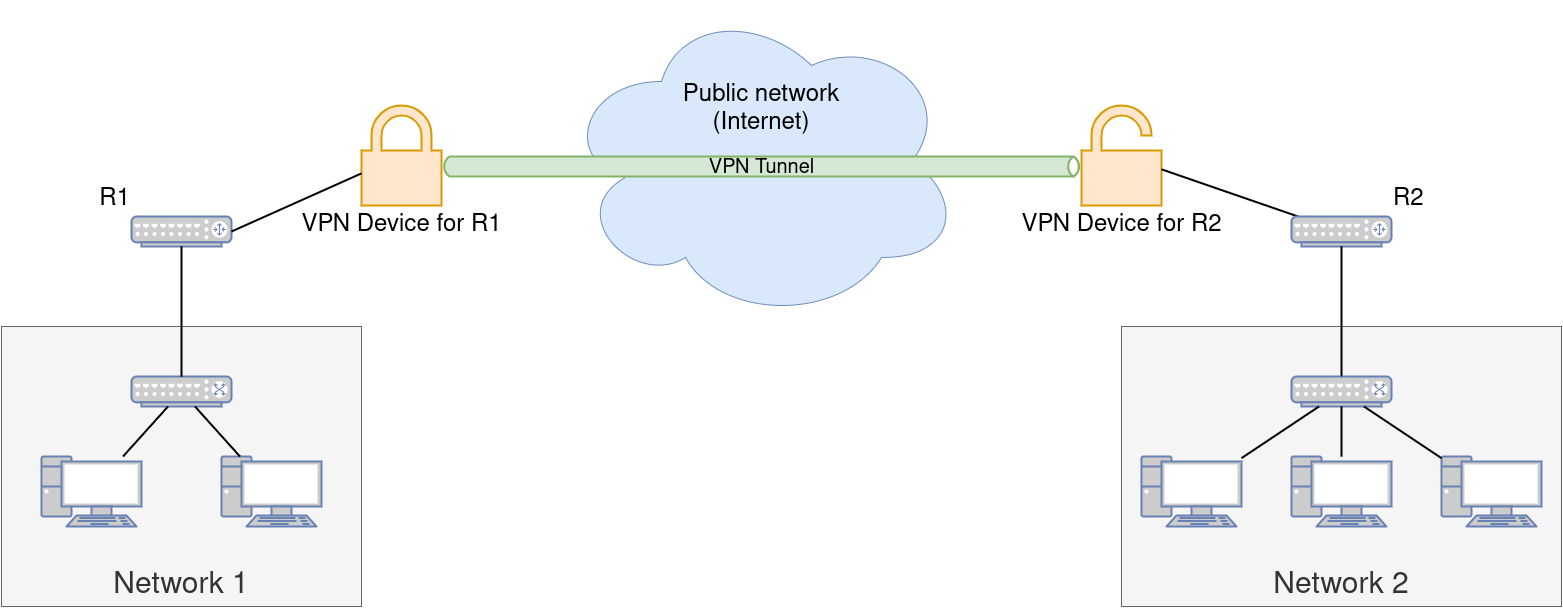 Public network
(Internet)
VPN Tunnel
R1
R2
VPN Device for R1
VPN Device for R2
Network 1
Network 2